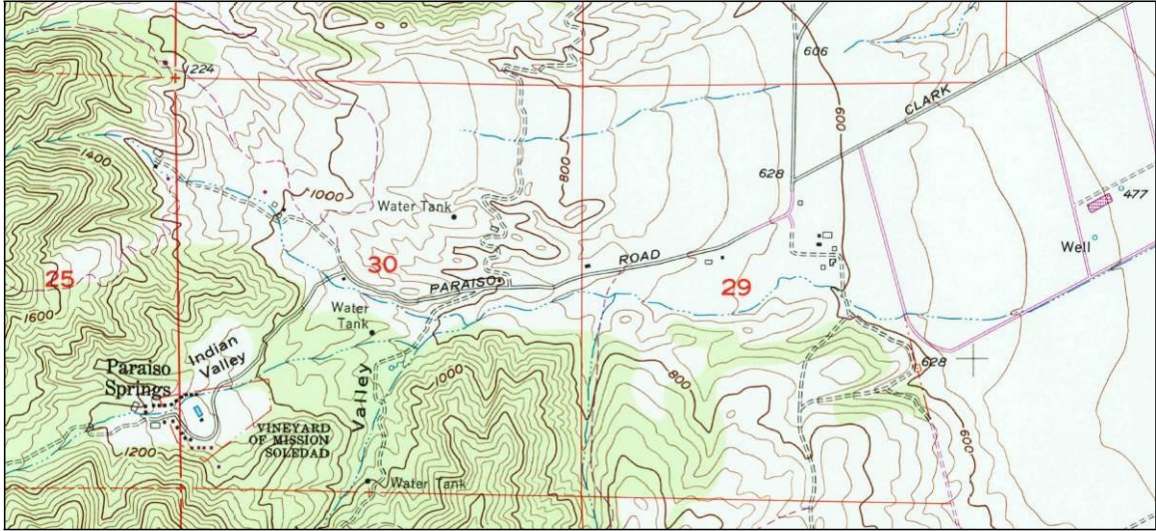 606
1224
CLARK
600
1400
800
628
477
1000
Water Tank
Well
ROAD
30
25
29
PARAISO
1600
Water
Tank
Indian
Valley
628
Paraiso
Springs
1000
800
Valley
VINEYARD
OF MISSION
SOLEDAD
600
1200
Water Tank